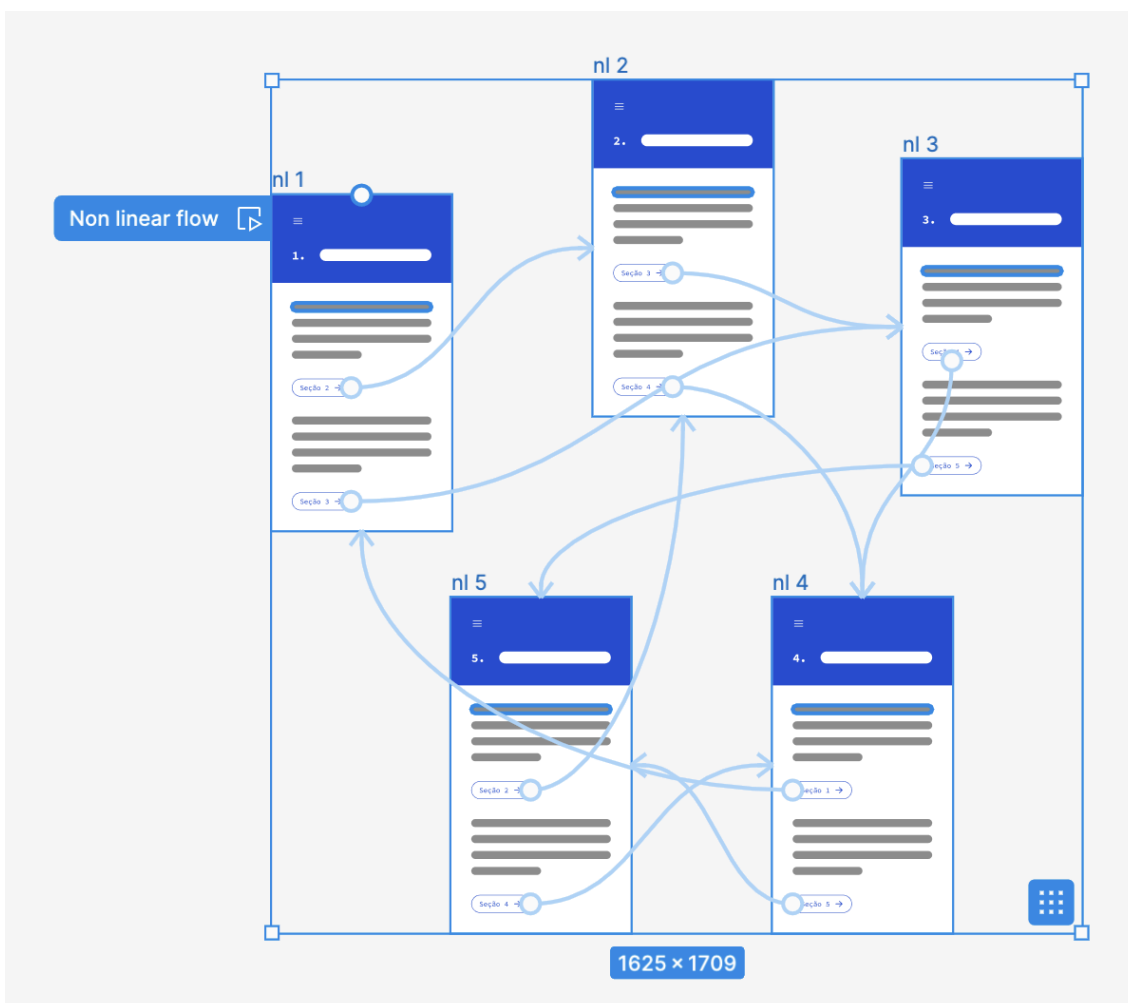 nl 2
nl 3
nl 1
Non linear flow
1.
2.
3.
Seção 2 →
Seção 3
Seção 3 →
Seção 4
→
Seção 5 →
nl 5
nl 4
5.
4.
Seção 2
Seção 4
Seção 1 →
Seção 5 →
1625 × 1709